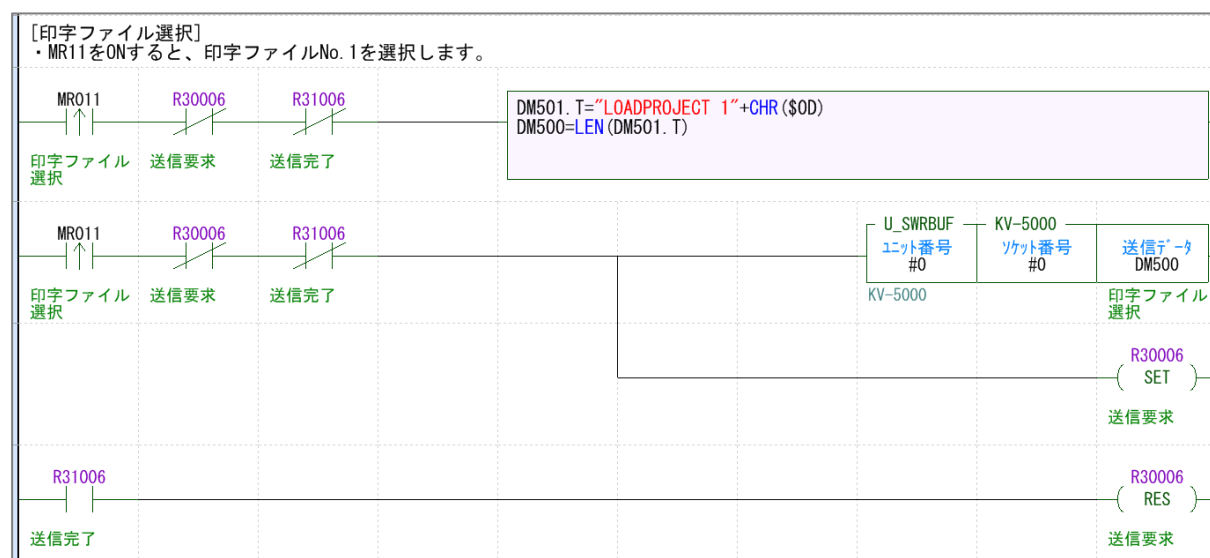 [印字ファイル選択]
・MR11をONすると、印字ファイルNo.1を選択します。
MR011 R30006 R31006
DM501.T="LOADPROJECT 1"+CHR($0D)
DM500=LEN(DM501.T)
印字ファイル
選択
送信要求
送信完了
MR011 R30006 R31006
U_SWRBUF KV-5000
ﾕﾆｯﾄ番号 ｿｹｯﾄ番号 送信ﾃﾞｰﾀ
#0 #0 DM500
印字ファイル
選択
送信要求
送信完了
KV-5000
印字ファイル
選択
R30006
SET
送信要求
R31006 R30006
RES
送信完了 送信要求